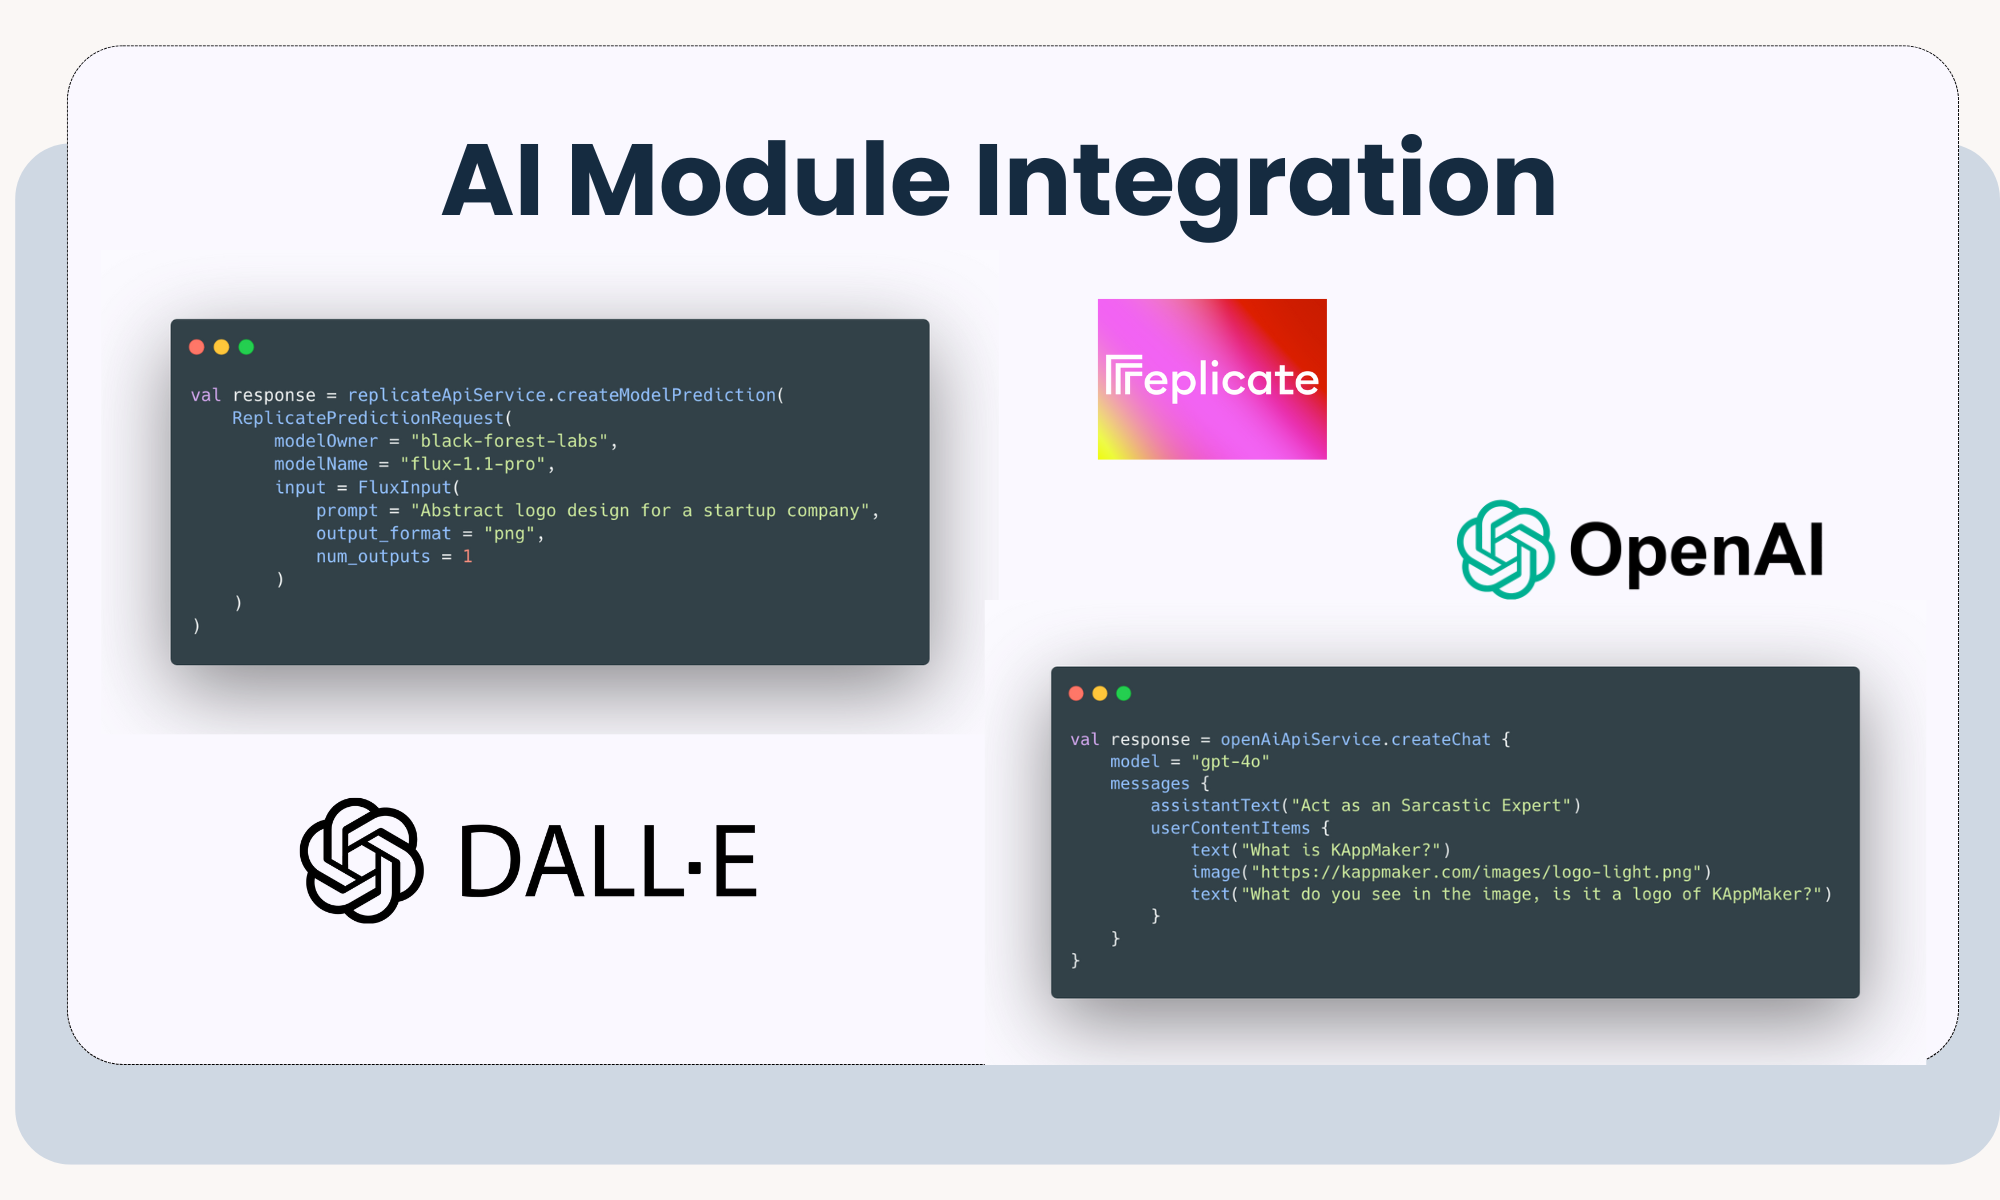 AI Module Integration
val response = replicateApiService.createModelPrediction(
    ReplicatePredictionRequest(
        modelOwner = "black-forest-labs",
        modelName = "flux-1.1-pro",
        input = FluxInput(
            prompt = "Abstract logo design for a startup company",
            output_format = "png",
            num_outputs = 1
        )
    )
)
replicate
OpenAI
DALL·E
val response = openAiApiService.createChat {
    model = "gpt-4o"
    messages {
        assistantText("Act as an Sarcastic Expert")
        userContentItems {
            text("What is KAppMaker?")
            image("https://kappmaker.com/images/logo-light.png")
            text("What do you see in the image, is it a logo of KAppMaker?")
        }
    }
}